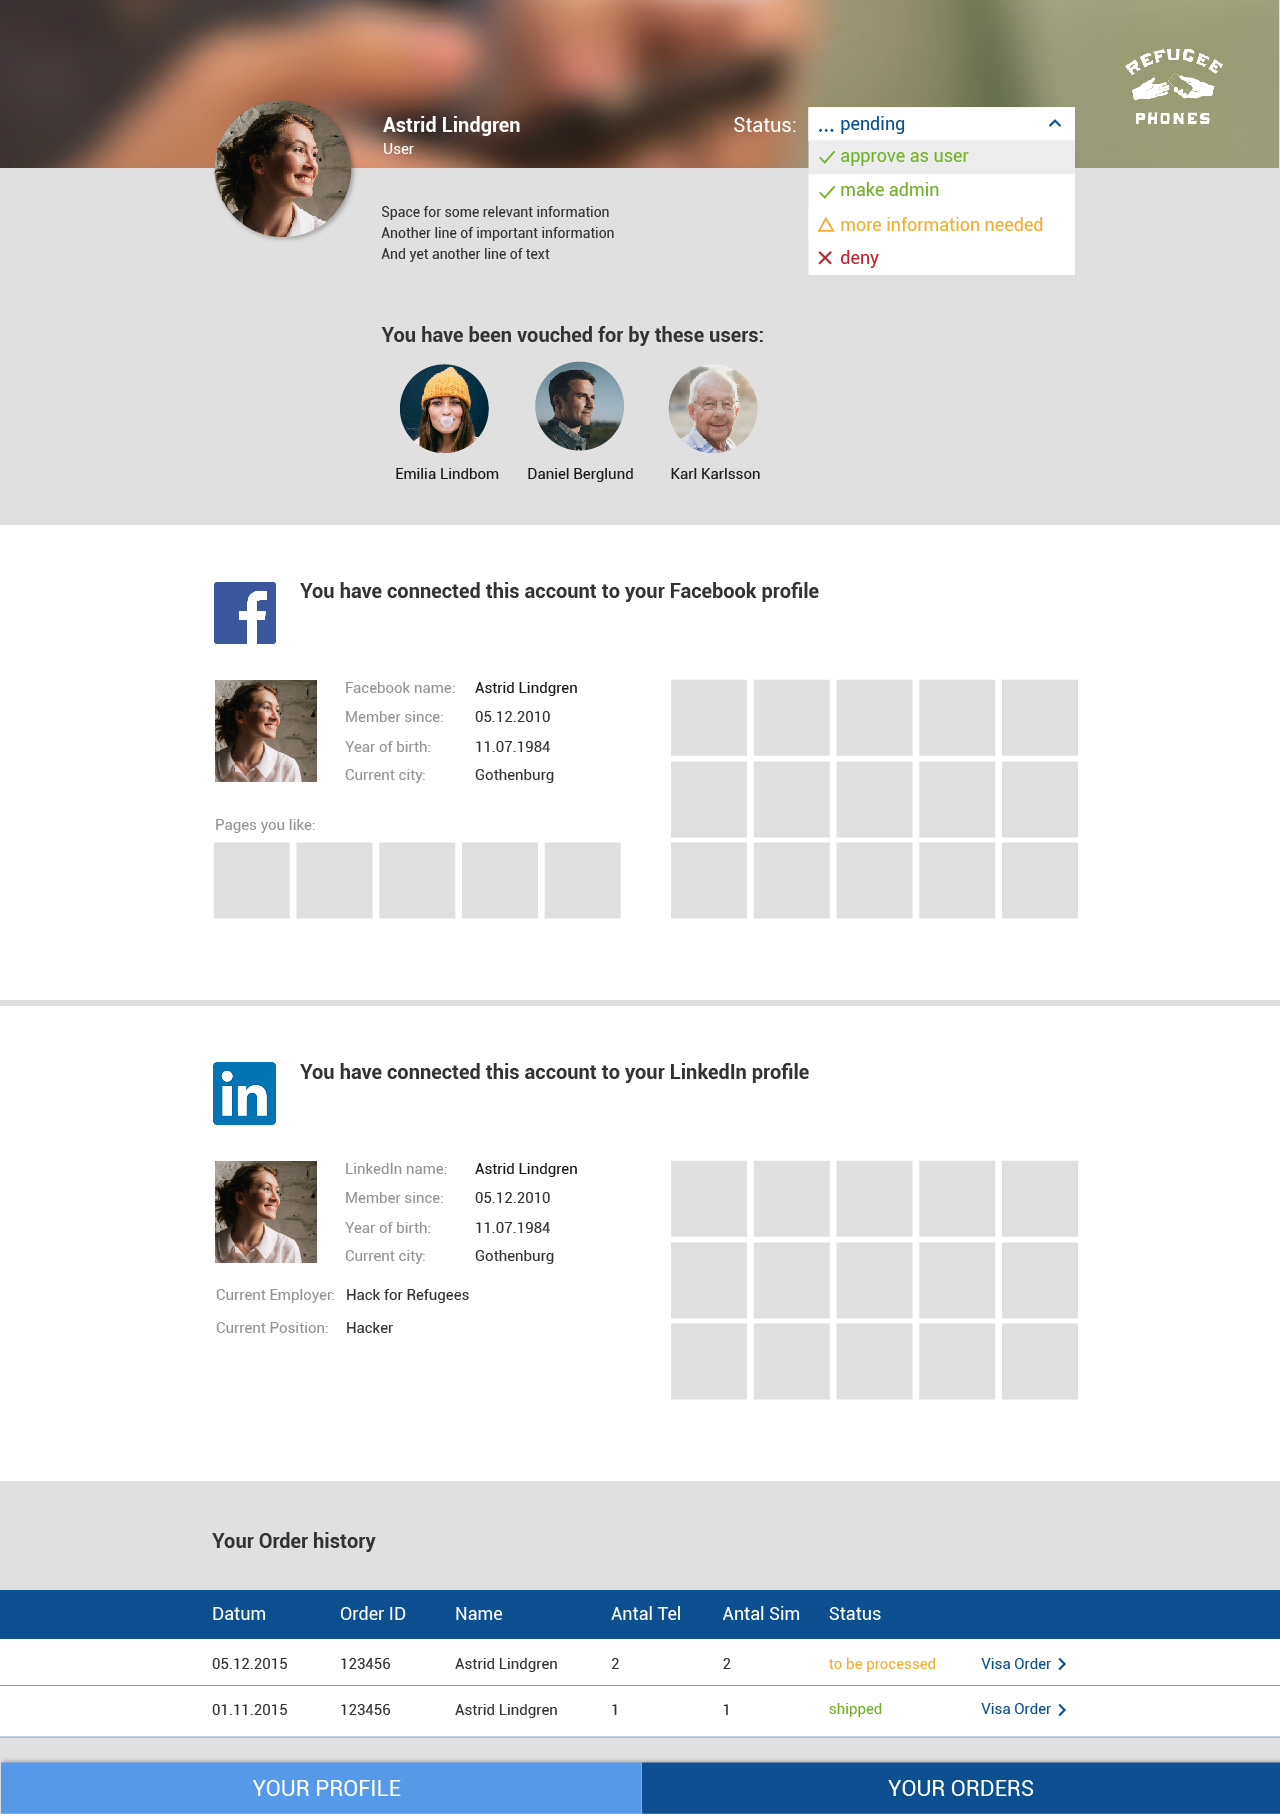 REFUGEE
PHONES
Astrid Lindgren
User
Status:
... pending
approve as user
make admin
more information needed
deny
Space for some relevant information
Another line of important information
And yet another line of text
You have been vouched for by these users:
Emilia Lindbom
Daniel Berglund
Karl Karlsson
You have connected this account to your Facebook profile
Facebook name: Astrid Lindgren
Member since: 05.12.2010
Year of birth: 11.07.1984
Current city: Gothenburg
Pages you like:
in
You have connected this account to your LinkedIn profile
LinkedIn name: Astrid Lindgren
Member since: 05.12.2010
Year of birth: 11.07.1984
Current city: Gothenburg
Current Employer: Hack for Refugees
Current Position: Hacker
Your Order history
Datum Order ID Name Antal Tel Antal Sim Status
05.12.2015 123456 Astrid Lindgren 2 2 to be processed Visa Order
01.11.2015 123456 Astrid Lindgren 1 1 shipped Visa Order
YOUR PROFILE
YOUR ORDERS